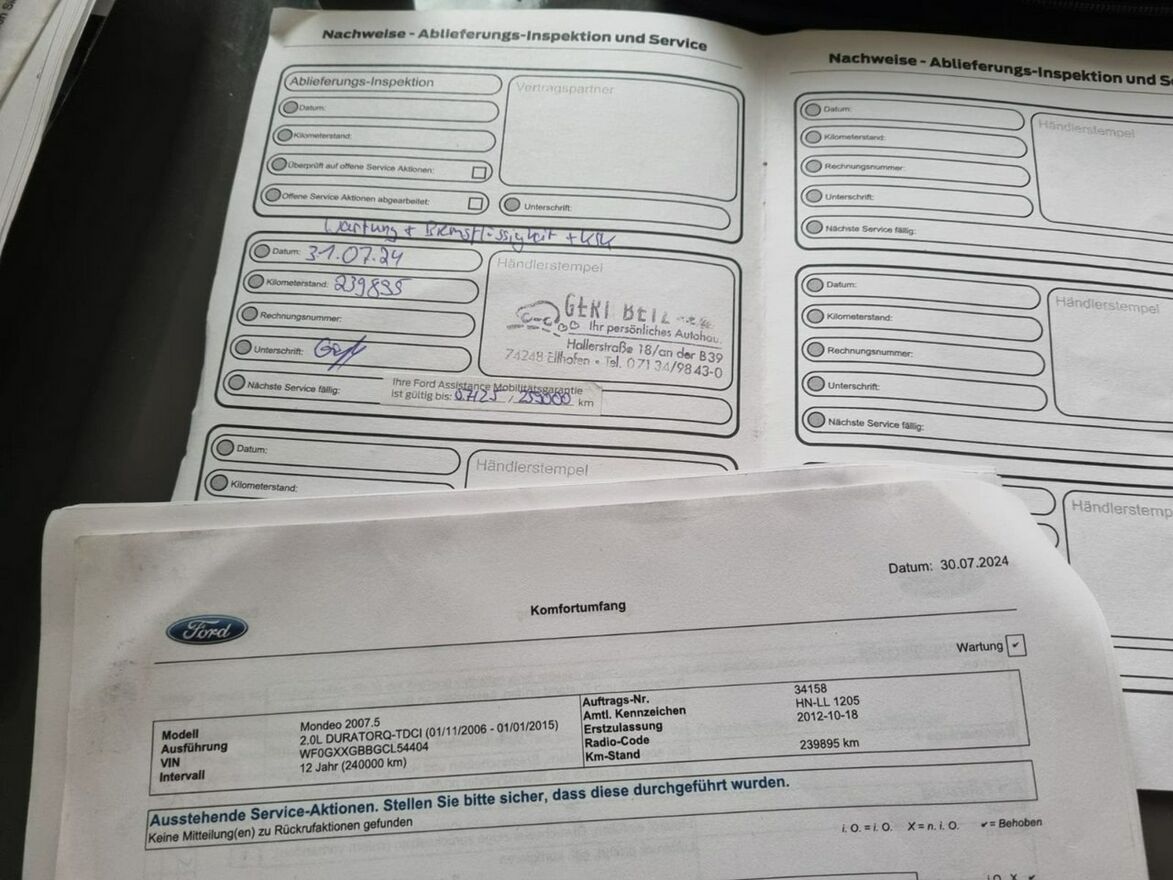 Nachweise - Ablieferungs-Inspektion und Service
Ablieferungs-Inspektion
Datum:
Kilometerstand:
Überprüft auf offene Service Aktionen:
Offene Service Aktionen abgearbeitet:
Vertragspartner
Unterschrift:
Wartung + Bremsflüssigkeit +
Datum: 31.07.24
Kilometerstand: 239895
Rechnungsnummer:
Unterschrift:
Nächste Service fällig:
Händlerstempel
Ihr persönliches Autohau.
Hallerstraße 18/an der B39
74248 Ellhofen • Tel. 07134/9843-0
Ihre Ford Assistance Mobilitätsgarantie
ist gültig bis: 07/25 / 259000 km
Datum:
Kilometerstand:
Händlerstempel
Nachweise - Ablieferungs-Inspektion und Se
Datum:
Kilometerstand:
Rechnungsnummer:
Unterschrift:
Nächste Service fällig:
Händlerstempel
Datum:
Kilometerstand:
Rechnungsnummer:
Unterschrift:
Nächste Service fällig:
Händlerstempel
Händlerstemp
Datum: 30.07.2024
Ford
Komfortumfang
Wartung ✔
Modell Mondeo 2007.5
Ausführung 2.0L DURATORQ-TDCI (01/11/2006 - 01/01/2015)
VIN WF0GXXGBBGCL54404
Intervall 12 Jahr (240000 km)
Auftrags-Nr. 34158
Amtl. Kennzeichen HN-LL 1205
Erstzulassung 2012-10-18
Radio-Code
Km-Stand 239895 km
Ausstehende Service-Aktionen. Stellen Sie bitte sicher, dass diese durchgeführt wurden.
Keine Mitteilung(en) zu Rückrufaktionen gefunden
i. O. = i. O. X = n. i. O. ✔ = Behoben